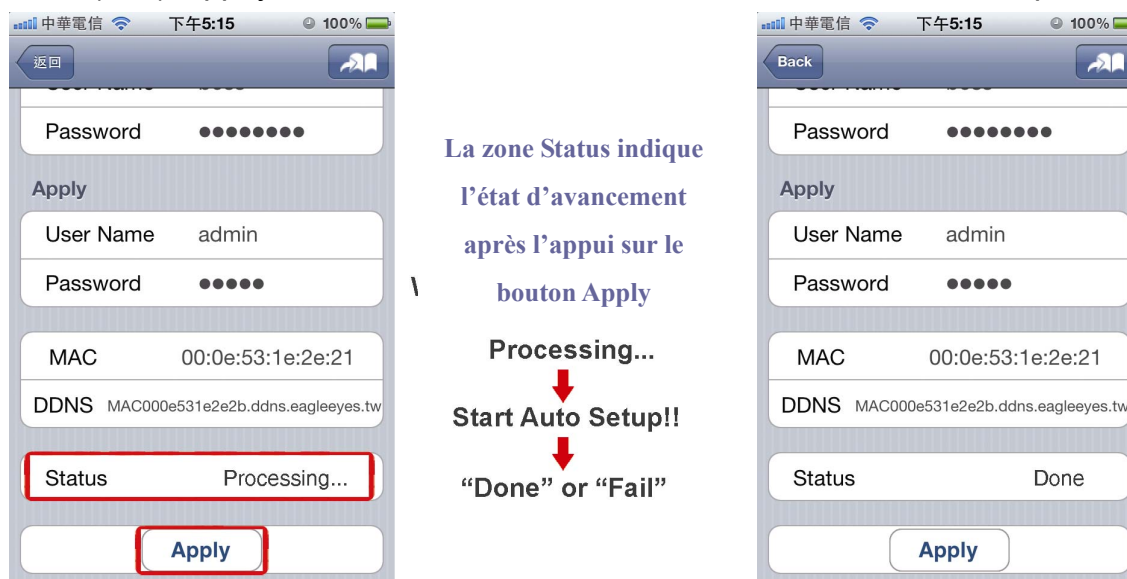 中華電信 下午5:15 100%
返回
Password ●●●●●●●●
Apply
User Name admin
Password ●●●●●
MAC 00:0e:53:1e:2e:21
DDNS MAC000e531e2e2b.ddns.eagleeyes.tw
Status Processing...
Apply
\
La zone Status indique
l’état d’avancement
après l’appui sur le
bouton Apply
Processing...
Start Auto Setup!!
“Done” or “Fail”
中華電信 下午5:15 100%
Back
Password ●●●●●●●●
Apply
User Name admin
Password ●●●●●
MAC 00:0e:53:1e:2e:21
DDNS MAC000e531e2e2b.ddns.eagleeyes.tw
Status Done
Apply